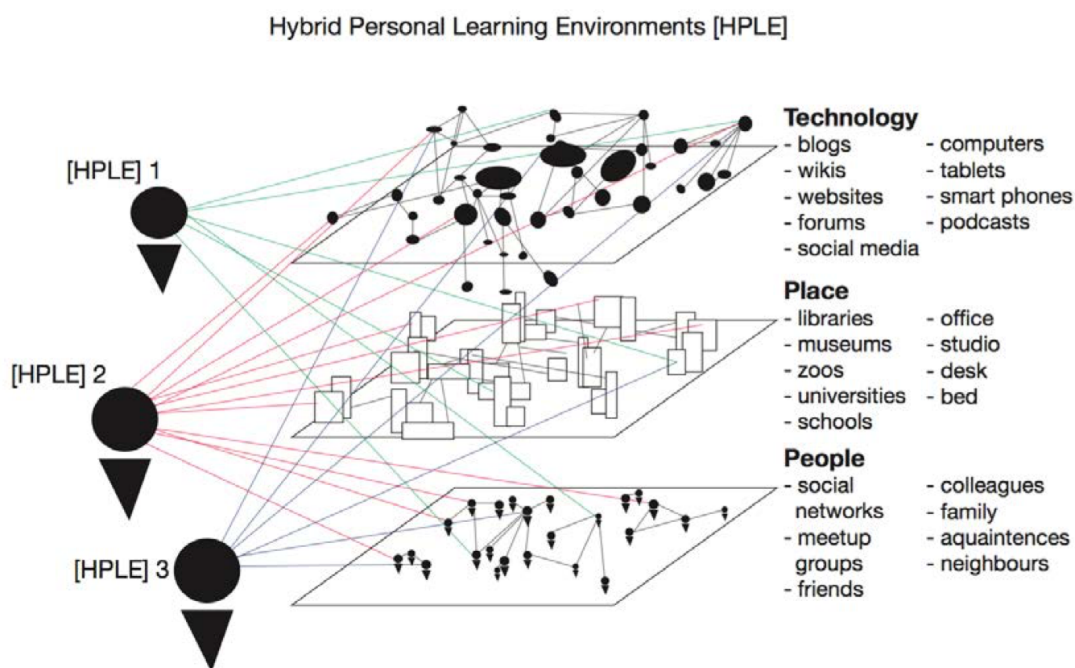 Hybrid Personal Learning Environments [HPLE]
[HPLE] 1
[HPLE] 2
[HPLE] 3
Technology
- blogs
- wikis
- websites
- forums
- social media
- computers
- tablets
- smart phones
- podcasts
Place
- libraries
- museums
- zoos
- universities
- schools
- office
- studio
- desk
- bed
People
- social
networks
- meetup
groups
- friends
- colleagues
- family
- aquaintences
- neighbours